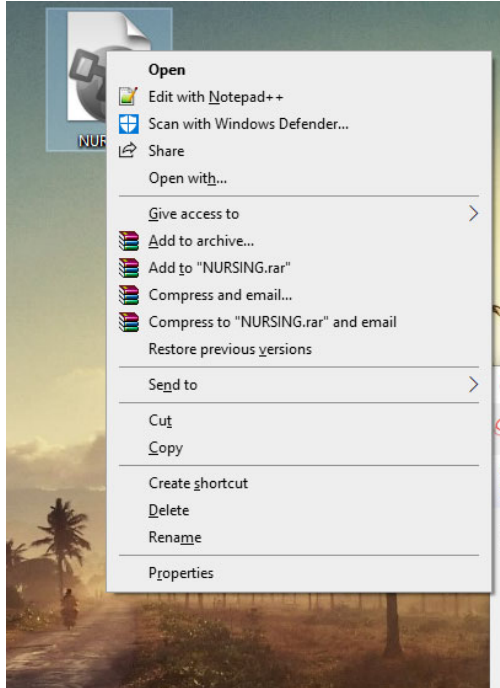 NUR
Open
Edit with Notepad++
Scan with Windows Defender...
Share
Open with...
Give access to
Add to archive...
Add to "NURSING.rar"
Compress and email...
Compress to "NURSING.rar" and email
Restore previous versions
Send to
Cut
Copy
Create shortcut
Delete
Rename
Properties